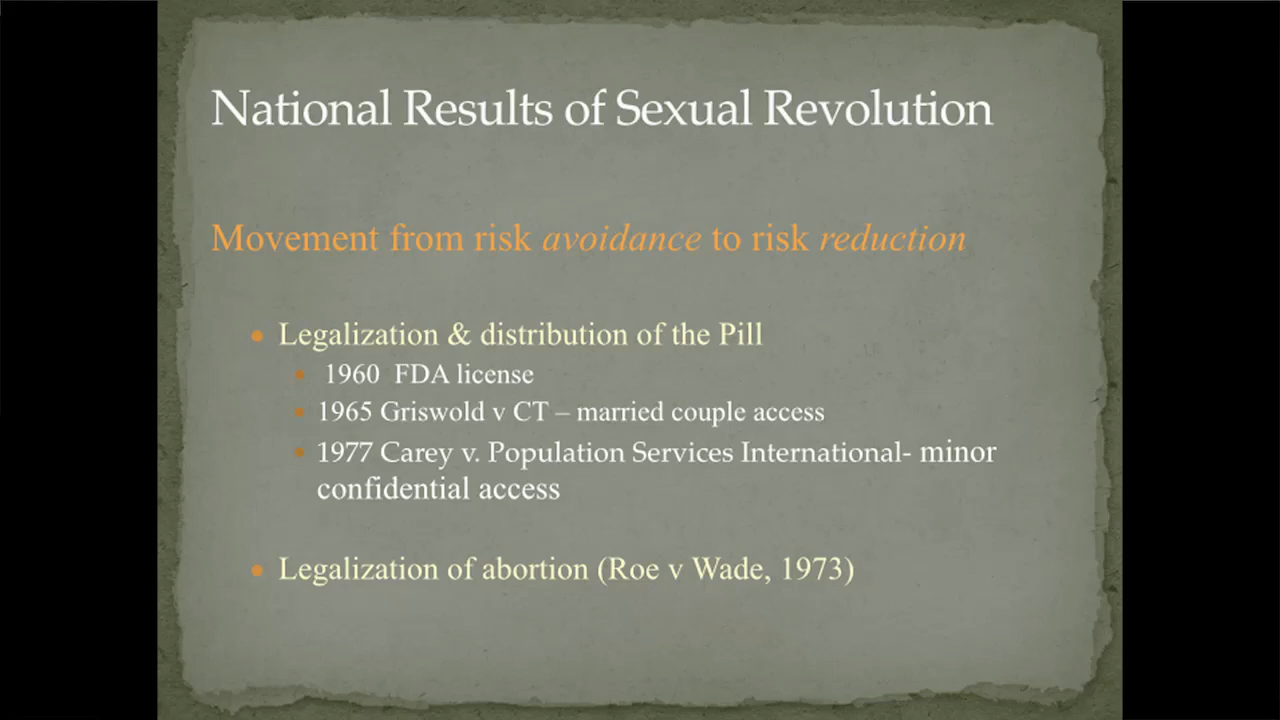 National Results of Sexual Revolution
Movement from risk avoidance to risk reduction
Legalization & distribution of the Pill
1960 FDA license
1965 Griswold v CT – married couple access
1977 Carey v. Population Services International- minor
confidential access
Legalization of abortion (Roe v Wade, 1973)